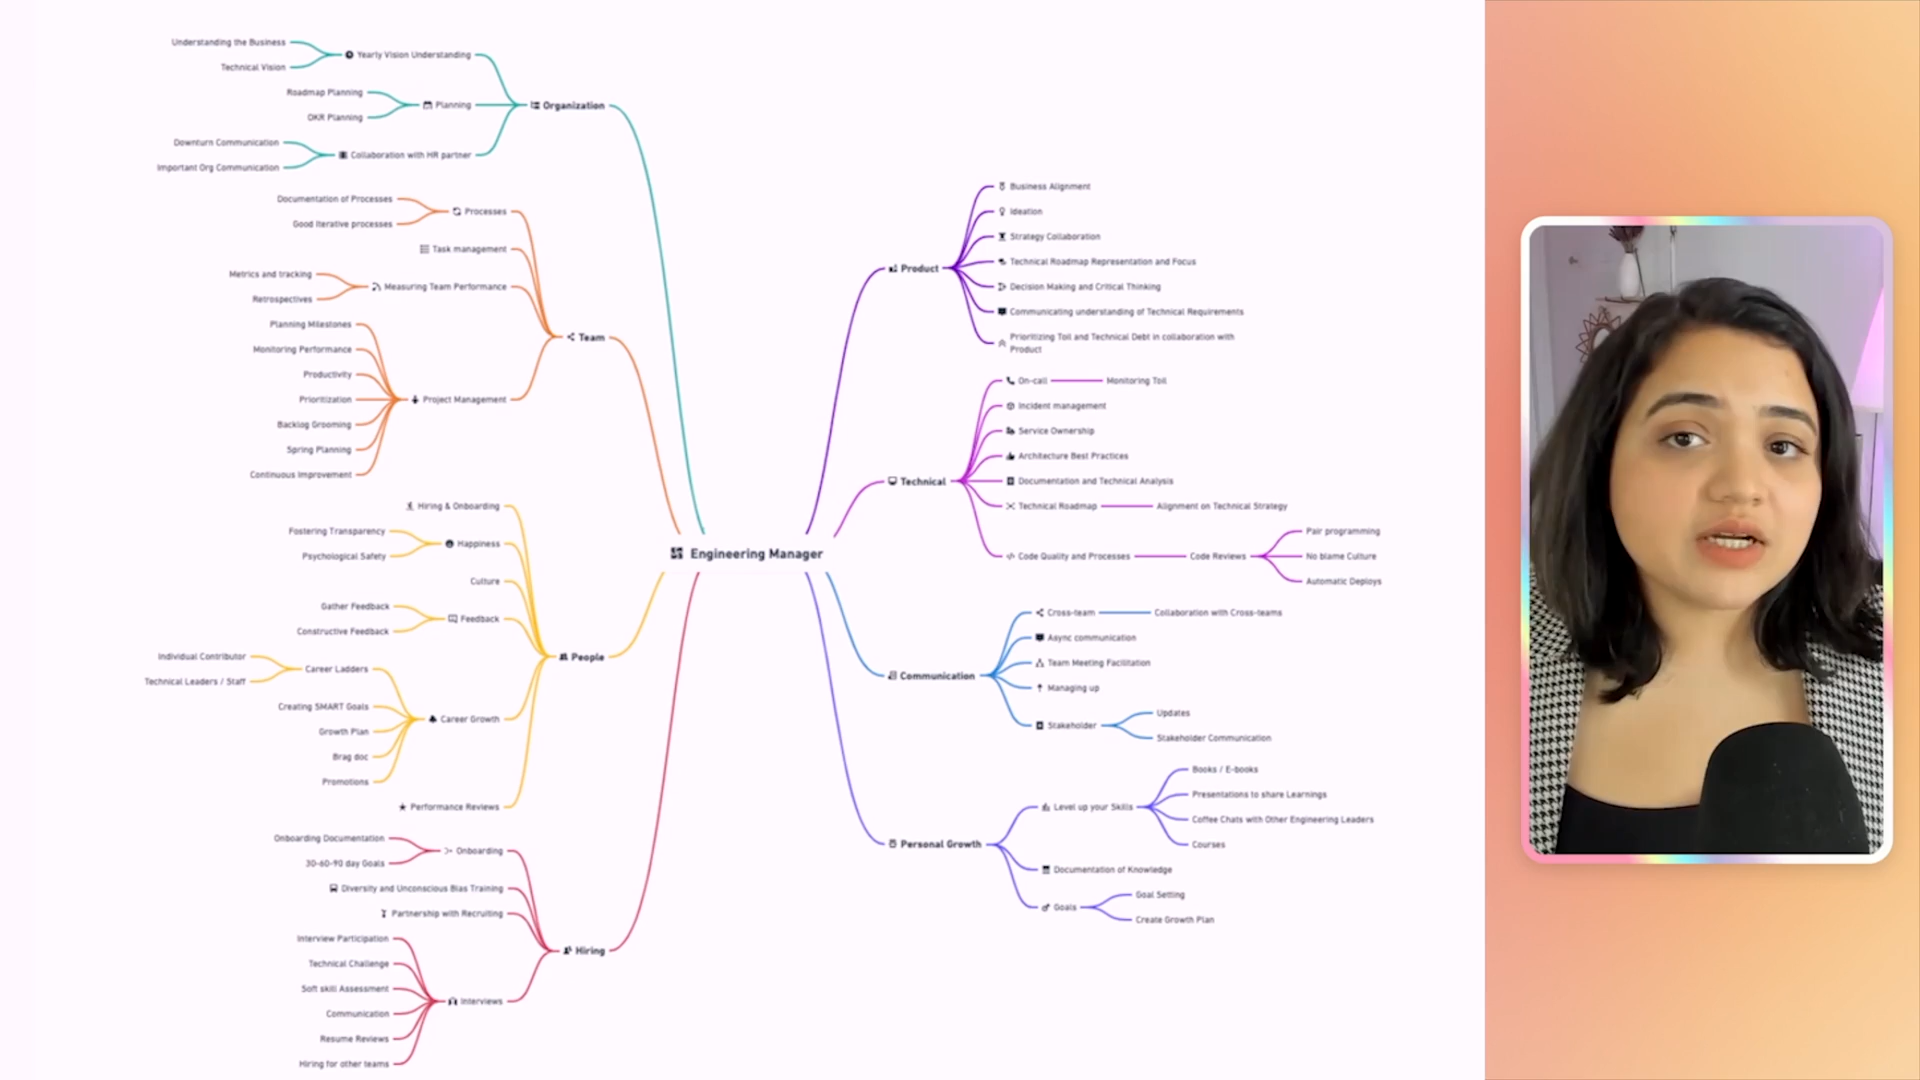 Understanding the Business
Technical Vision
Yearly Vision Understanding
Roadmap Planning
OKR Planning
Planning
Downturn Communication
Important Org Communication
Collaboration with HR partner
Organization
Documentation of Processes
Good Iterative processes
Processes
Task management
Metrics and tracking
Retrospectives
Measuring Team Performance
Planning Milestones
Monitoring Performance
Productivity
Prioritization
Backlog Grooming
Spring Planning
Continuous Improvement
Project Management
Team
Hiring & Onboarding
Fostering Transparency
Psychological Safety
Happiness
Culture
Gather Feedback
Constructive Feedback
Feedback
Individual Contributor
Technical Leaders / Staff
Career Ladders
Creating SMART Goals
Growth Plan
Brag doc
Promotions
Career Growth
Performance Reviews
People
Onboarding Documentation
30-60-90 day Goals
Onboarding
Diversity and Unconscious Bias Training
Partnership with Recruiting
Interview Participation
Technical Challenge
Soft skill Assessment
Communication
Resume Reviews
Hiring for other teams
Interviews
Hiring
Engineering Manager
Product
Business Alignment
Ideation
Strategy Collaboration
Technical Roadmap Representation and Focus
Decision Making and Critical Thinking
Communicating understanding of Technical Requirements
Prioritizing Toil and Technical Debt in collaboration with
Product
Technical
On-call
Monitoring Toil
Incident management
Service Ownership
Architecture Best Practices
Documentation and Technical Analysis
Technical Roadmap
Alignment on Technical Strategy
Code Quality and Processes
Code Reviews
Pair programming
No blame Culture
Automatic Deploys
Communication
Cross-team
Collaboration with Cross-teams
Async communication
Team Meeting Facilitation
Managing up
Stakeholder
Updates
Stakeholder Communication
Personal Growth
Level up your Skills
Books / E-books
Presentations to share Learnings
Coffee Chats with Other Engineering Leaders
Courses
Documentation of Knowledge
Goals
Goal Setting
Create Growth Plan